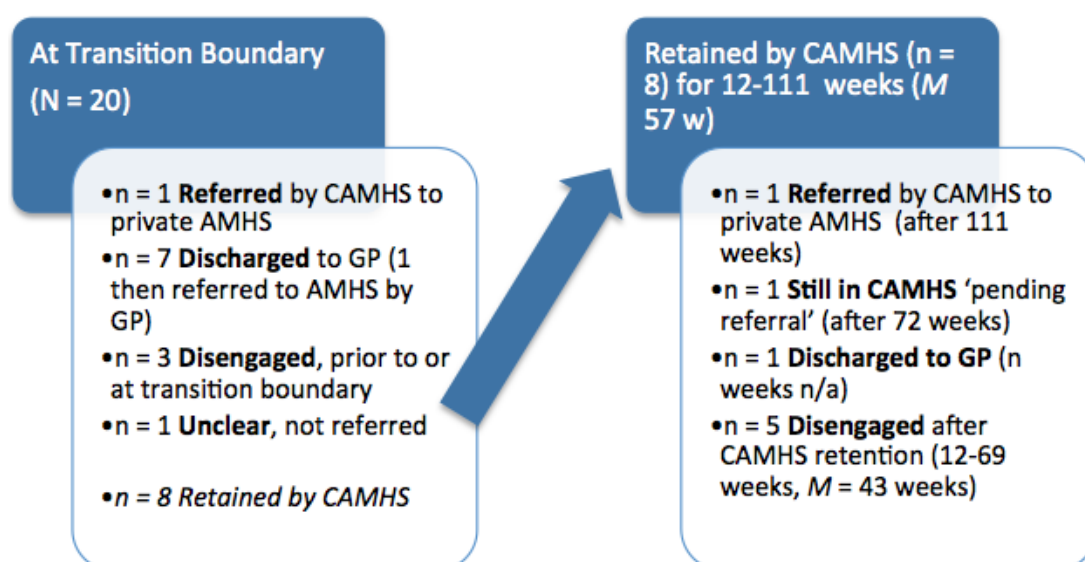 At Transition Boundary
(N = 20)
•n = 1 Referred by CAMHS to
private AMHS
•n = 7 Discharged to GP (1
then referred to AMHS by
GP)
•n = 3 Disengaged, prior to or
at transition boundary
•n = 1 Unclear, not referred
•n = 8 Retained by CAMHS
Retained by CAMHS (n =
8) for 12-111 weeks (M
57 w)
•n = 1 Referred by CAMHS to
private AMHS (after 111
weeks)
•n = 1 Still in CAMHS ‘pending
referral’ (after 72 weeks)
•n = 1 Discharged to GP (n
weeks n/a)
•n = 5 Disengaged after
CAMHS retention (12-69
weeks, M = 43 weeks)